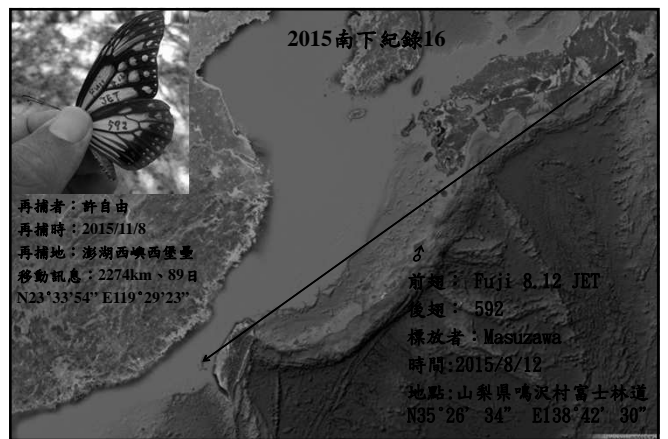 2015南下紀錄16
Fuji
JET
592
再捕者：許自由
再捕時：2015/11/8
再捕地：澎湖西嶼西堡壘
移動訊息：2274km、89日
N23°33'54” E119°29'23”
♂
前翅： Fuji 8.12 JET
後翅： 592
標放者：Masuzawa
時間:2015/8/12
地點:山梨県鳴沢村富士林道
N35°26’ 34” E138°42’ 30”